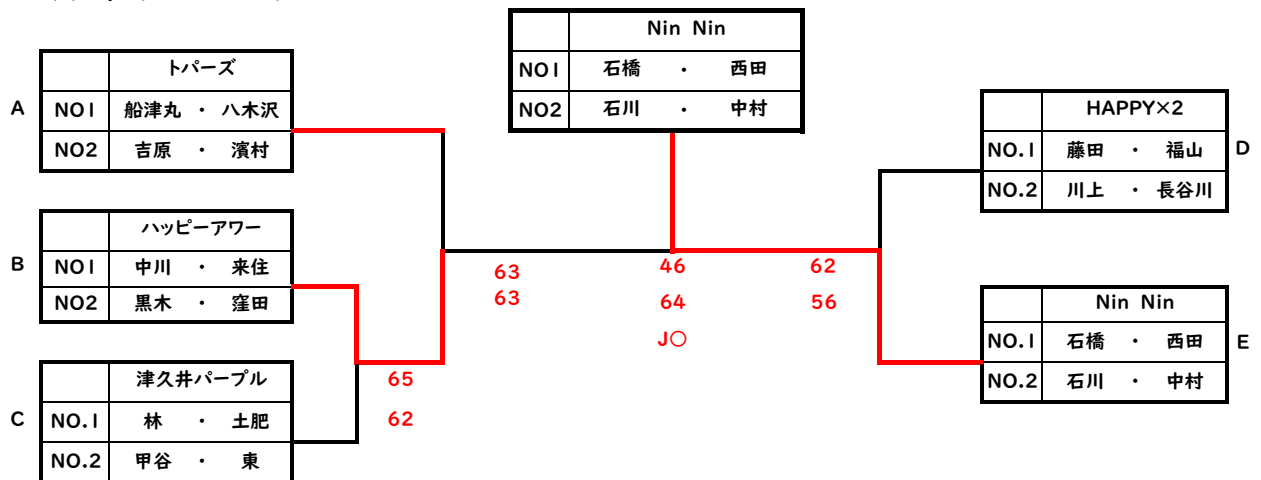 Nin Nin
NO1 石橋 ・ 西田
NO2 石川 ・ 中村
A
トパーズ
NO1 船津丸 ・ 八木沢
NO2 吉原 ・ 濱村
B
ハッピーアワー
NO1 中川 ・ 来住
NO2 黒木 ・ 窪田
C
津久井パープル
NO.1 林 ・ 土肥
NO.2 甲谷 ・ 東
65
62
63
63
46
64
J〇
62
56
HAPPY×2
D
NO.1 藤田 ・ 福山
NO.2 川上 ・ 長谷川
Nin Nin
E
NO.1 石橋 ・ 西田
NO.2 石川 ・ 中村